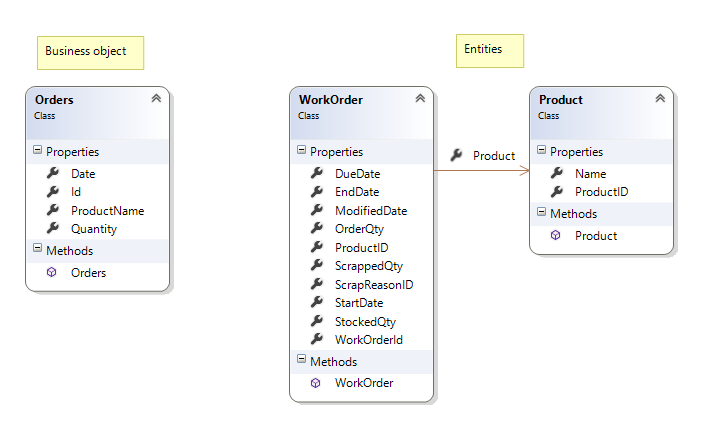 Business object
Entities
Orders
Class
Properties
Date
Id
ProductName
Quantity
Methods
Orders
WorkOrder
Class
Properties
DueDate
EndDate
ModifiedDate
OrderQty
ProductID
ScrappedQty
ScrapReasonID
StartDate
StockedQty
WorkOrderId
Methods
WorkOrder
Product
Product
Class
Properties
Name
ProductID
Methods
Product